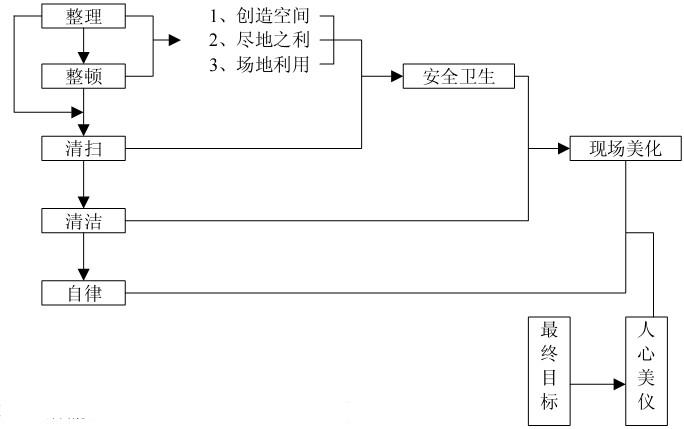 整理
1、创造空间
2、尽地之利
3、场地利用
整顿
安全卫生
清扫
现场美化
清洁
自律
最终目标
人心美仪